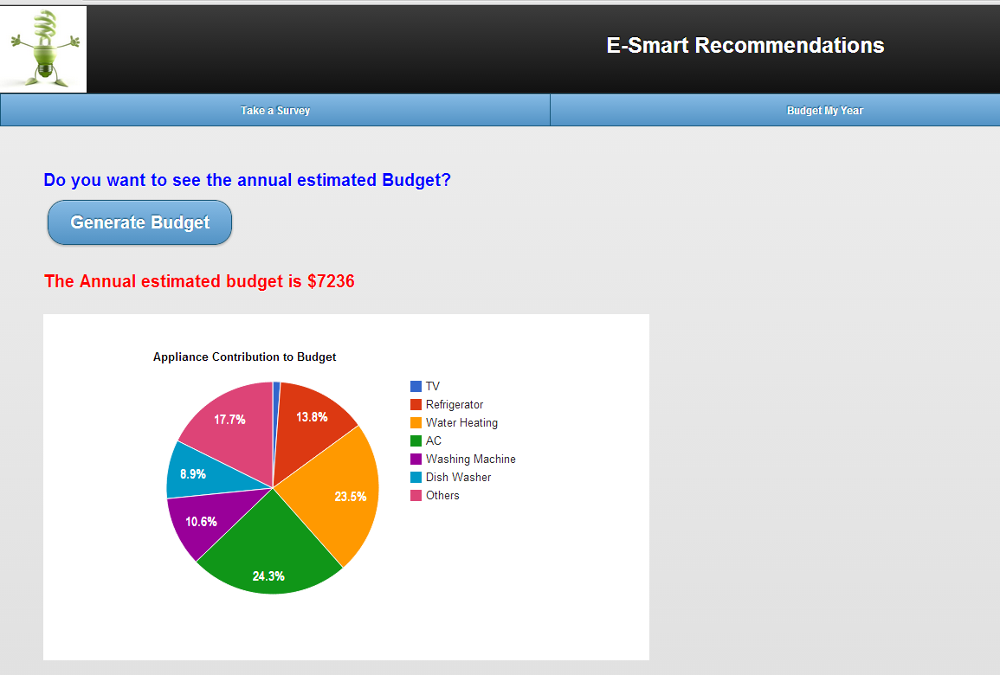 E-Smart Recommendations
Take a Survey
Budget My Year
Do you want to see the annual estimated Budget?
Generate Budget
The Annual estimated budget is $7236
Appliance Contribution to Budget
17.7%
13.8%
8.9%
23.5%
10.6%
24.3%
TV
Refrigerator
Water Heating
AC
Washing Machine
Dish Washer
Others